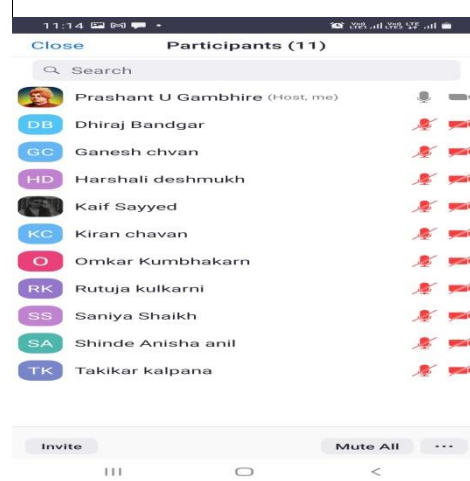 11:14
Close Participants (11)
Search
Prashant U Gambhire (Host, me)
DB Dhiraj Bandgar
GC Ganesh chvan
HD Harshali deshmukh
Kaif Sayyed
KC Kiran chavan
O Omkar Kumbhakarn
RK Rutuja kulkarni
SS Saniya Shaikh
SA Shinde Anisha anil
TK Takikar kalpana
Invite Mute All ...